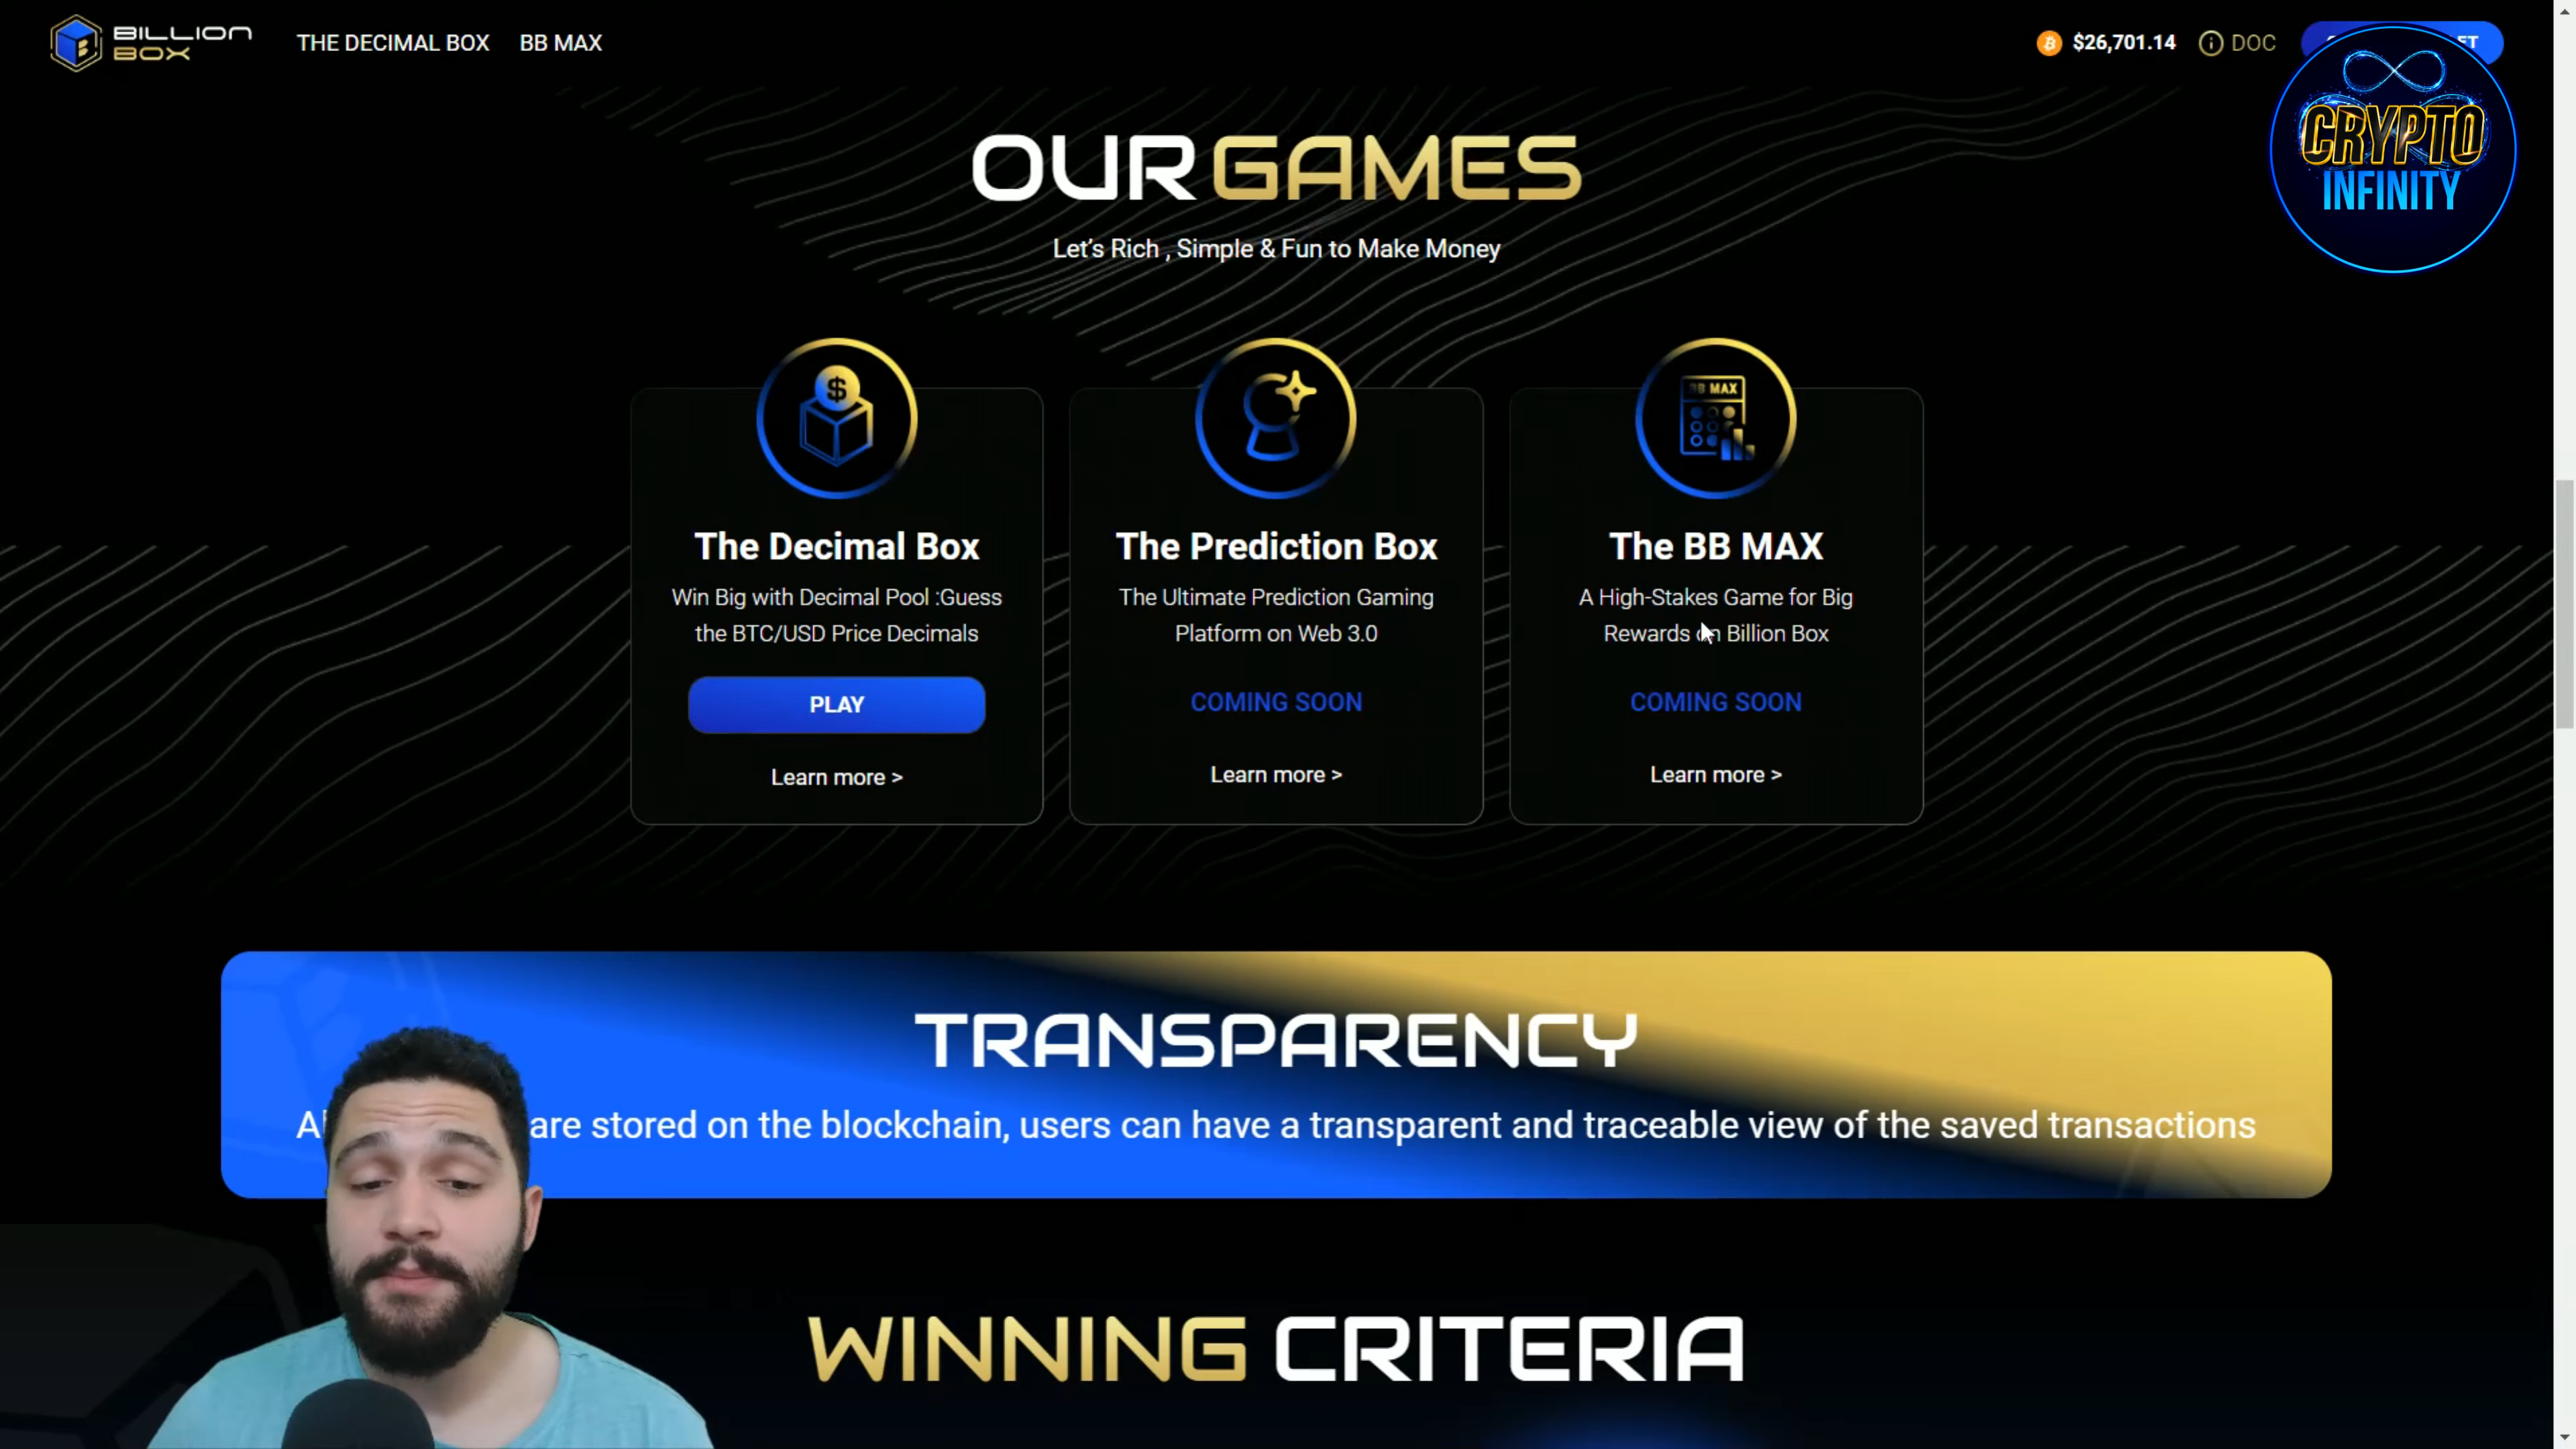 BILLION
BOX
THE DECIMAL BOX
BB MAX
$26,701.14
DOC
CRYPTO
INFINITY
OUR GAMES
Let's Rich , Simple & Fun to Make Money
BB MAX
The Decimal Box
Win Big with Decimal Pool :Guess
the BTC/USD Price Decimals
PLAY
Learn more >
The Prediction Box
The Ultimate Prediction Gaming
Platform on Web 3.0
COMING SOON
Learn more >
The BB MAX
A High-Stakes Game for Big
Rewards on Billion Box
COMING SOON
Learn more >
TRANSPARENCY
are stored on the blockchain, users can have a transparent and traceable view of the saved transactions
WINNING CRITERIA